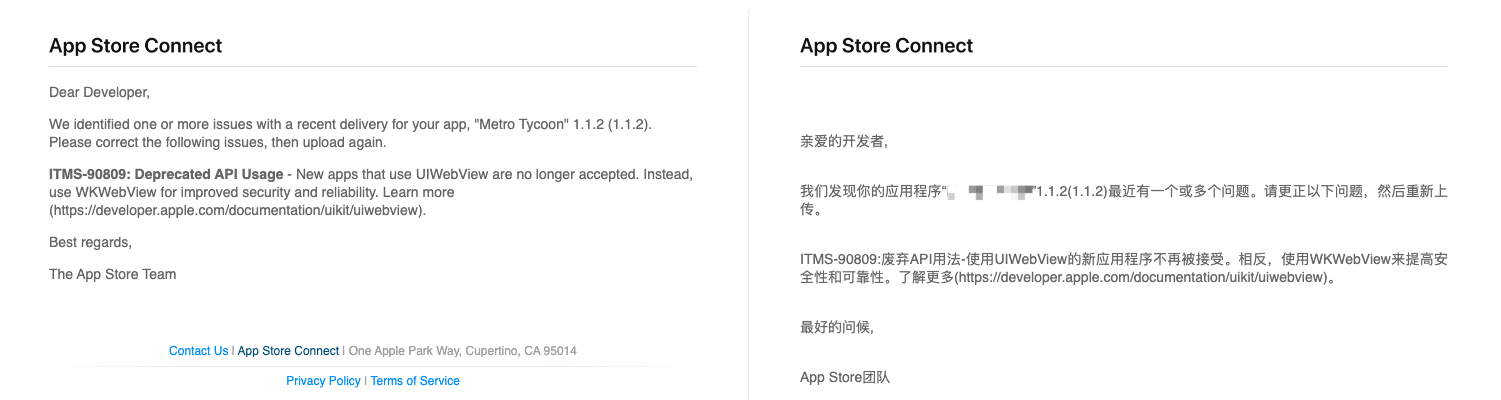 App Store Connect
Dear Developer,
We identified one or more issues with a recent delivery for your app, "Metro Tycoon" 1.1.2 (1.1.2).
Please correct the following issues, then upload again.
ITMS-90809: Deprecated API Usage - New apps that use UIWebView are no longer accepted. Instead,
use WKWebView for improved security and reliability. Learn more
(https://developer.apple.com/documentation/uikit/uiwebview).
Best regards,
The App Store Team
Contact Us | App Store Connect | One Apple Park Way, Cupertino, CA 95014
Privacy Policy | Terms of Service
App Store Connect
亲爱的开发者,
我们发现你的应用程序“ ”1.1.2(1.1.2)最近有一个或多个问题。请更正以下问题，然后重新上
传。
ITMS-90809:废弃API用法-使用UIWebView的新应用程序不再被接受。相反，使用WKWebView来提高安
全性和可靠性。了解更多(https://developer.apple.com/documentation/uikit/uiwebview)。
最好的问候,
App Store团队